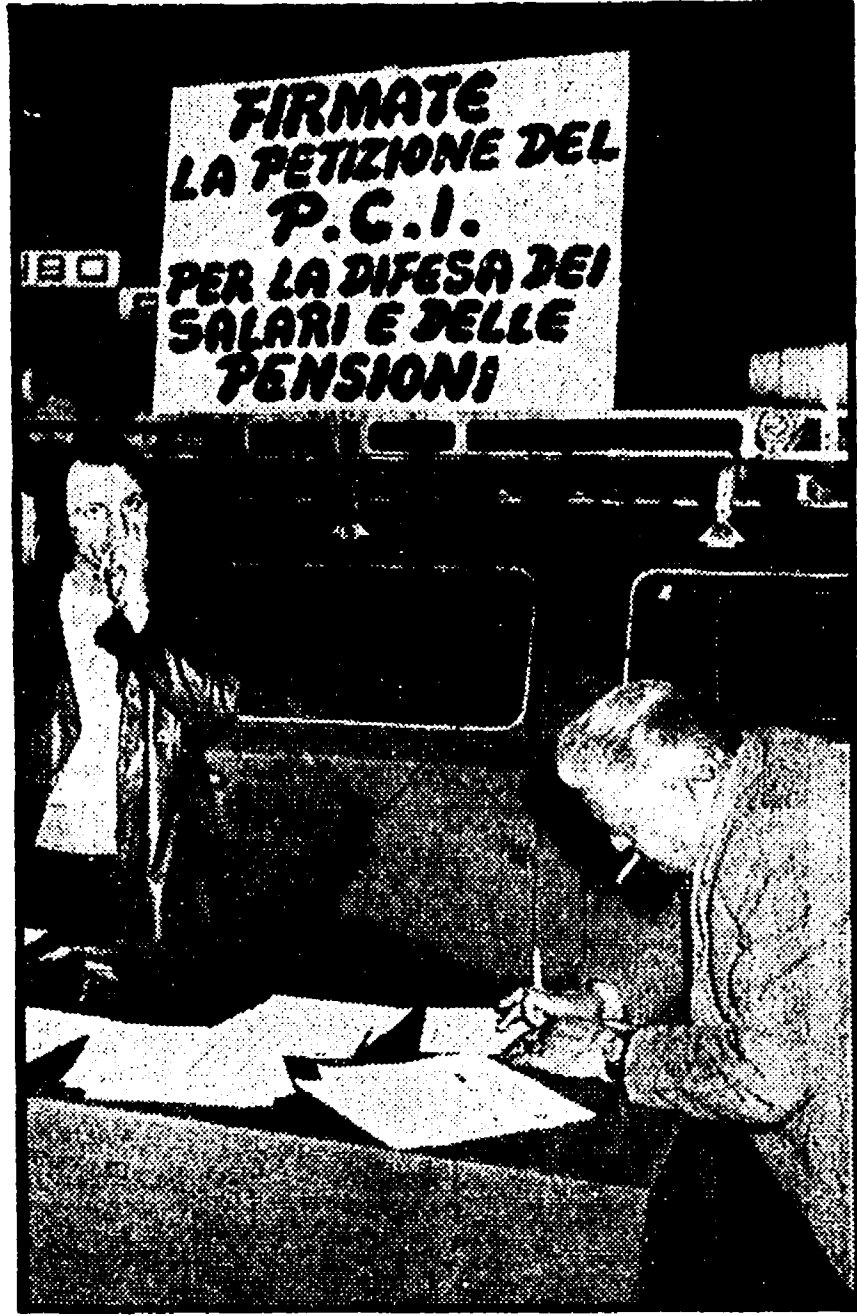 FIRMATE
LA PETIZIONE DEL
P.C.I.
PER LA DIFESA DEI
SALARI E DELLE
PENSIONI